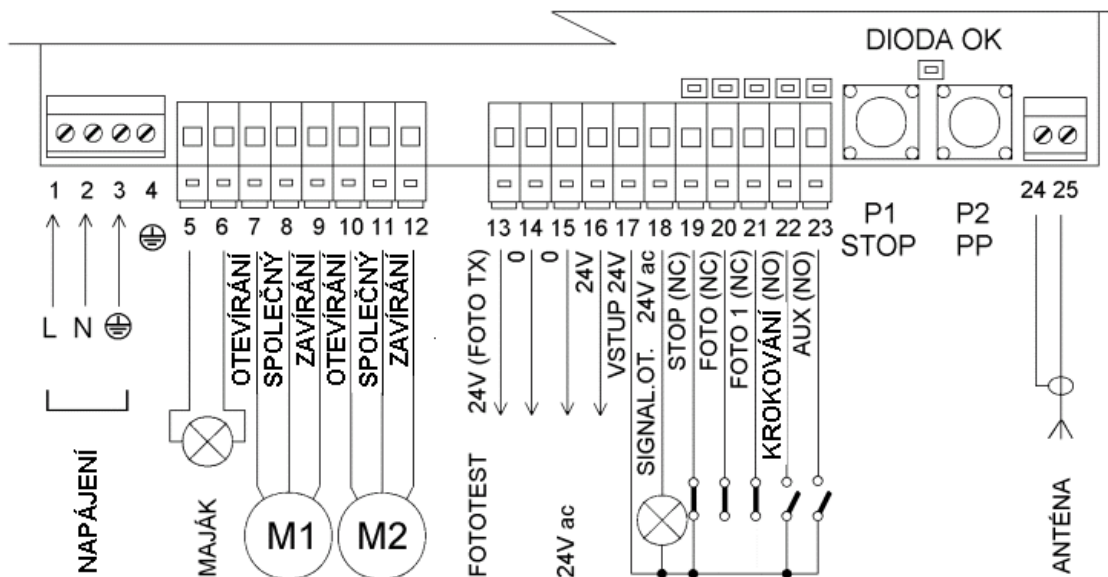 DIODA OK
1 2 3 4
5 6 7 8 9 10 11 12
13 14 15 16 17 18 19 20 21 22 23
P1
STOP
P2
PP
24 25
L N
NAPÁJENÍ
MAJÁK
OTEVÍRÁNÍ
SPOLEČNÝ
ZAVÍRÁNÍ
OTEVÍRÁNÍ
SPOLEČNÝ
ZAVÍRÁNÍ
M1
M2
FOTOTEST 24V (FOTO TX)
0
0
24V ac
24V
VSTUP 24V
SIGNAL.OT. 24V ac
STOP (NC)
FOTO (NC)
FOTO 1 (NC)
KROKOVÁNÍ (NO)
AUX (NO)
ANTÉNA